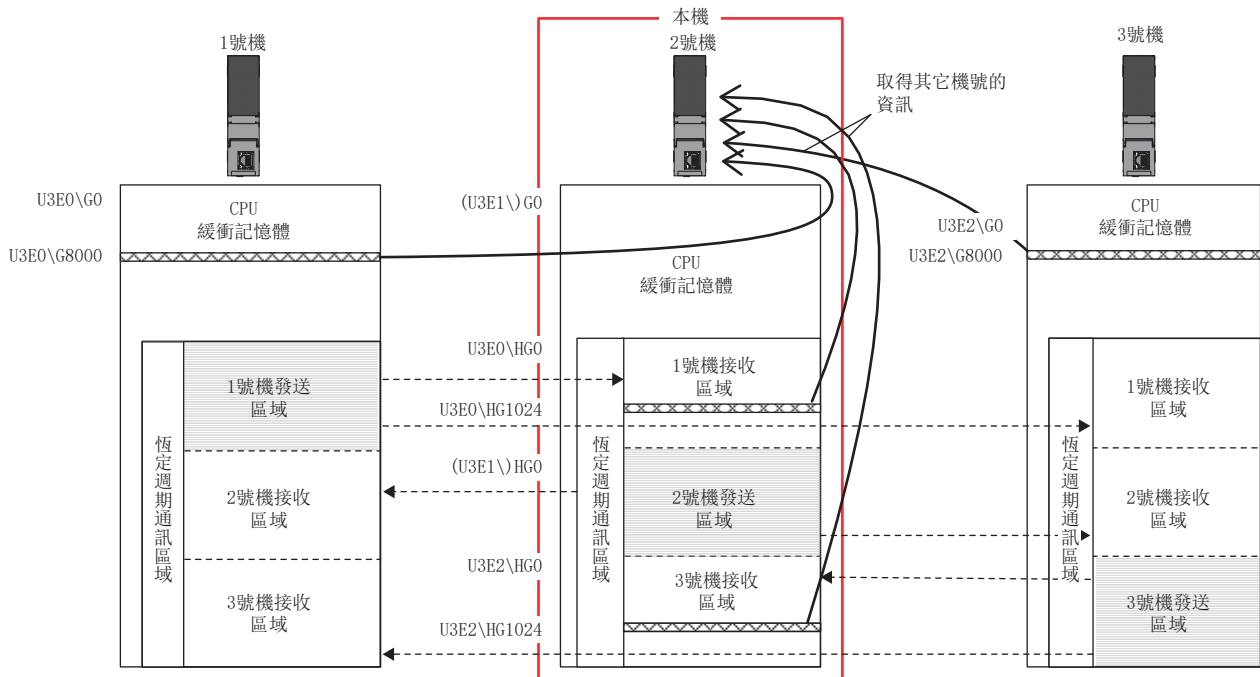 本機
1號機
2號機
3號機
取得其它機號的
資訊
U3E0\G0
CPU
緩衝記憶體
U3E0\G8000
(U3E1\)G0
CPU
緩衝記憶體
U3E2\G0
U3E2\G8000
CPU
緩衝記憶體
恆定週期通訊區域
1號機發送
區域
2號機接收
區域
3號機接收
區域
U3E0\HG0
U3E0\HG1024
(U3E1\)HG0
U3E2\HG0
U3E2\HG1024
恆定週期通訊區域
1號機接收
區域
2號機發送
區域
3號機接收
區域
恆定週期通訊區域
1號機接收
區域
2號機接收
區域
3號機發送
區域